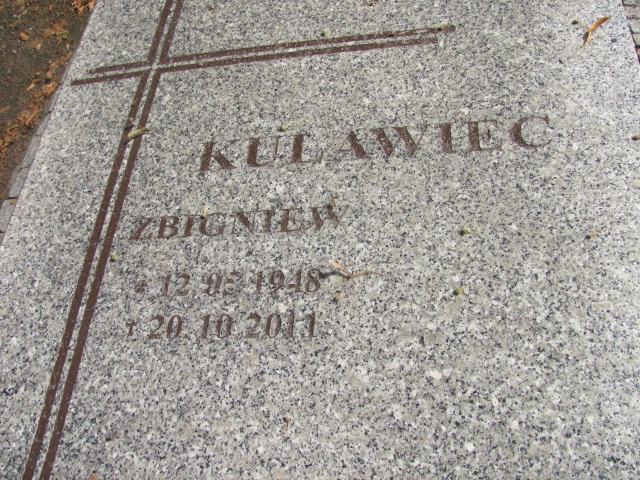 KULAWIEC
ZBIGNIEW
* 12 05 1948
† 20 10 2011